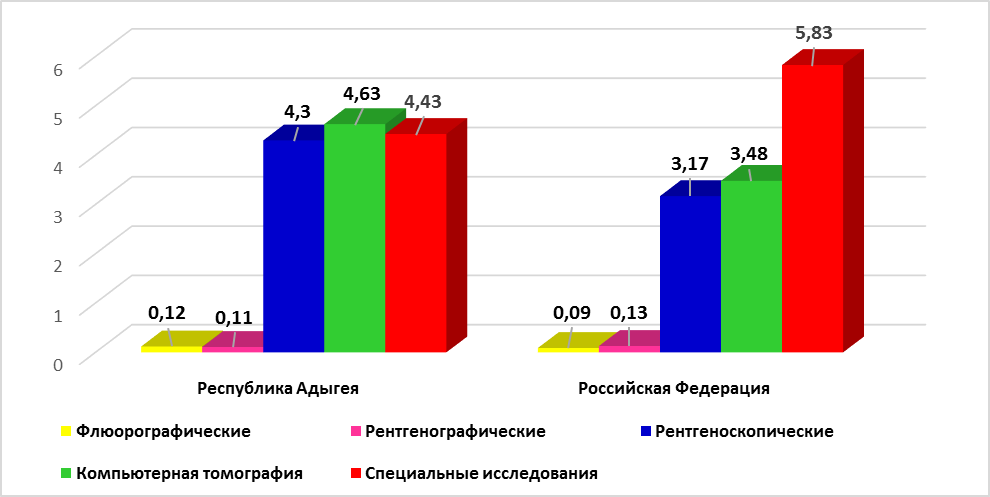 5,83
6
5
4
3
2
1
0
4,3
4,63
4,43
3,17
3,48
0,12
0,11
0,09
0,13
Республика Адыгея
Российская Федерация
Флюорографические
Рентгенографические
Рентгеноскопические
Компьютерная томография
Специальные исследования